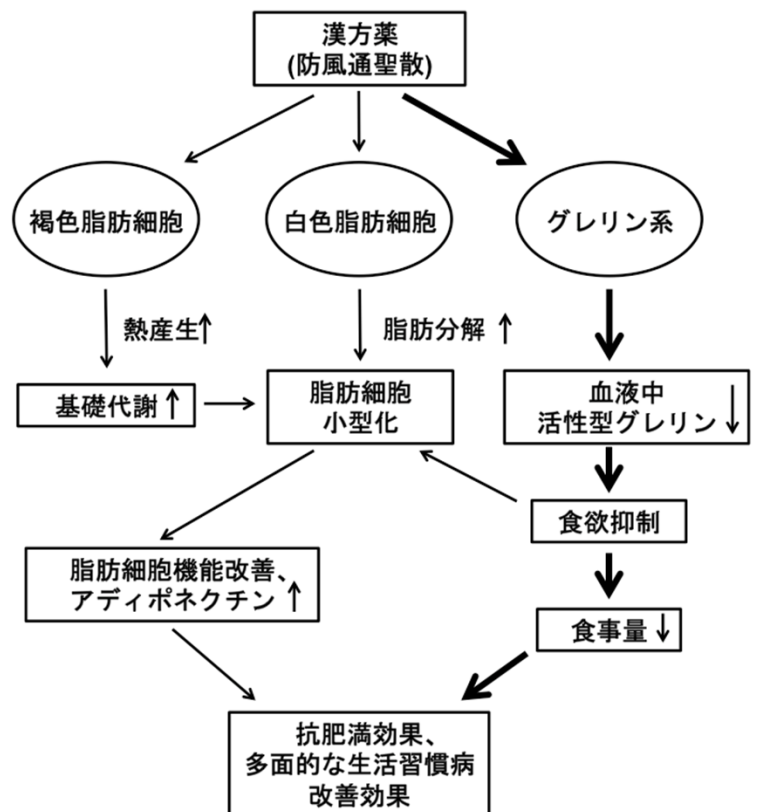 漢方薬
(防風通聖散)
褐色脂肪細胞
白色脂肪細胞
グレリン系
熱産生↑
脂肪分解 ↑
基礎代謝↑
脂肪細胞
小型化
血液中
活性型グレリン↓
食欲抑制
脂肪細胞機能改善、
アディポネクチン↑
食事量↓
抗肥満効果、
多面的な生活習慣病
改善効果